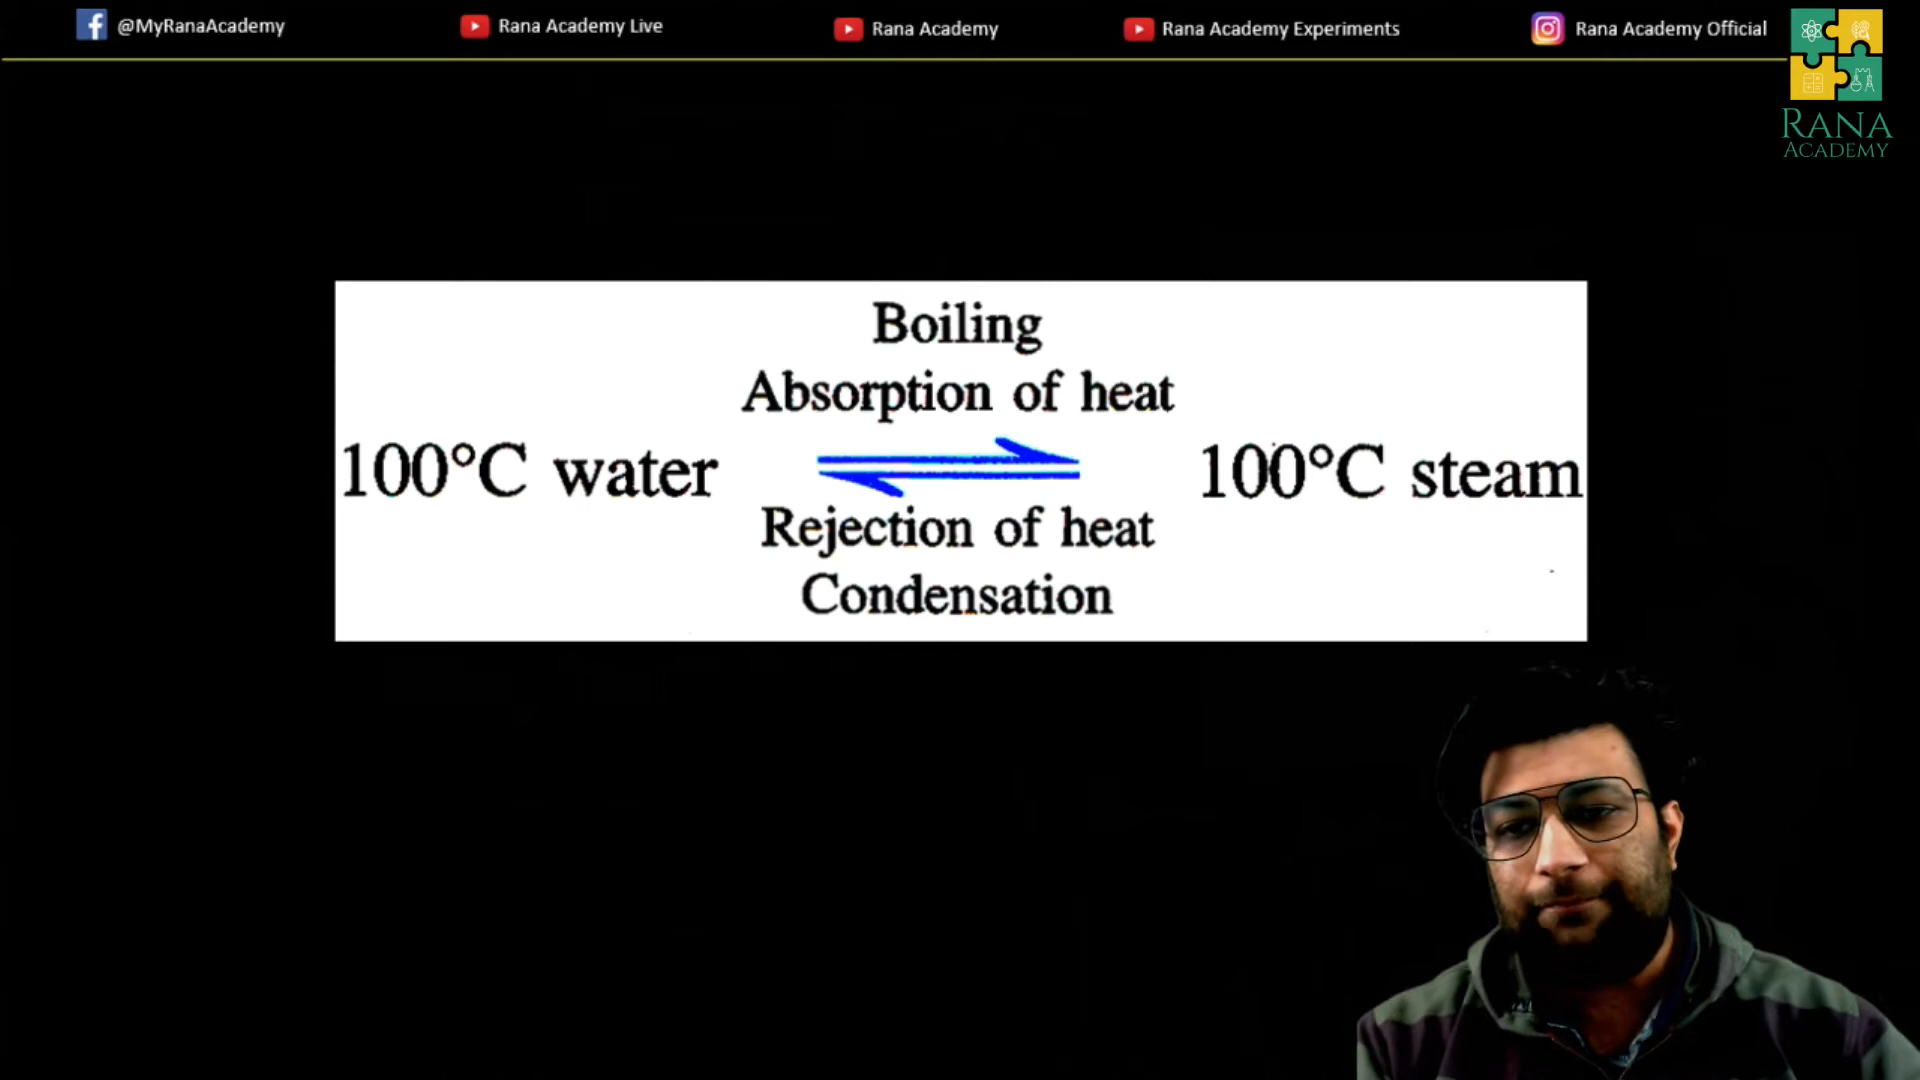 @MyRanaAcademy
Rana Academy Live
Rana Academy
Rana Academy Experiments
Rana Academy Official
RANA
ACADEMY
Boiling
Absorption of heat
100°C water
100°C steam
Rejection of heat
Condensation